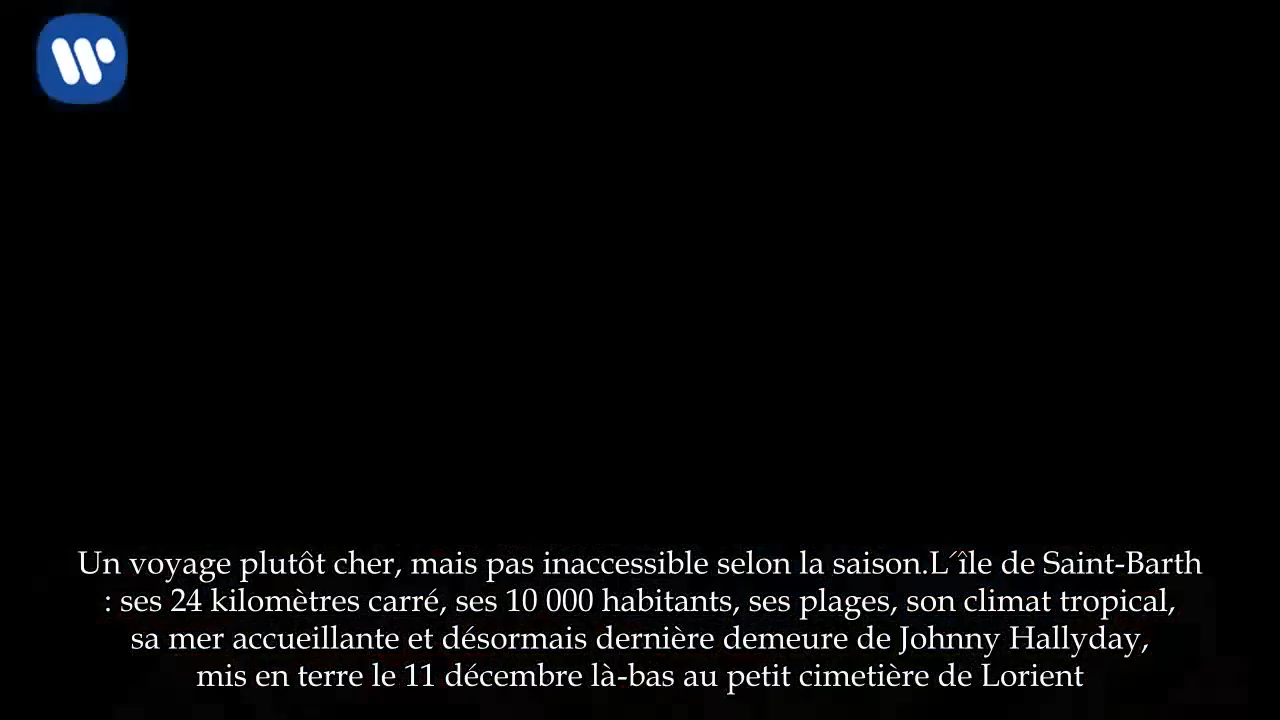 Un voyage plutôt cher, mais pas inaccessible selon la saison.L´île de Saint-Barth
: ses 24 kilomètres carré, ses 10 000 habitants, ses plages, son climat tropical,
sa mer accueillante et désormais dernière demeure de Johnny Hallyday,
mis en terre le 11 décembre là-bas au petit cimetière de Lorient